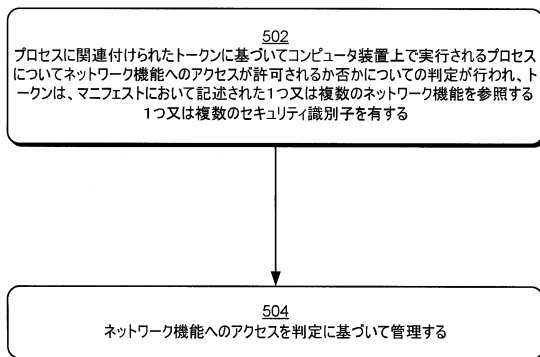 502
プロセスに関連付けられたトークンに基づいてコンピュータ装置上で実行されるプロセス
についてネットワーク機能へのアクセスが許可されるか否かについての判定が行われ、ト
ークンは、マニフェストにおいて記述された1つ又は複数のネットワーク機能を参照する
1つ又は複数のセキュリティ識別子を有する
504
ネットワーク機能へのアクセスを判定に基づいて管理する